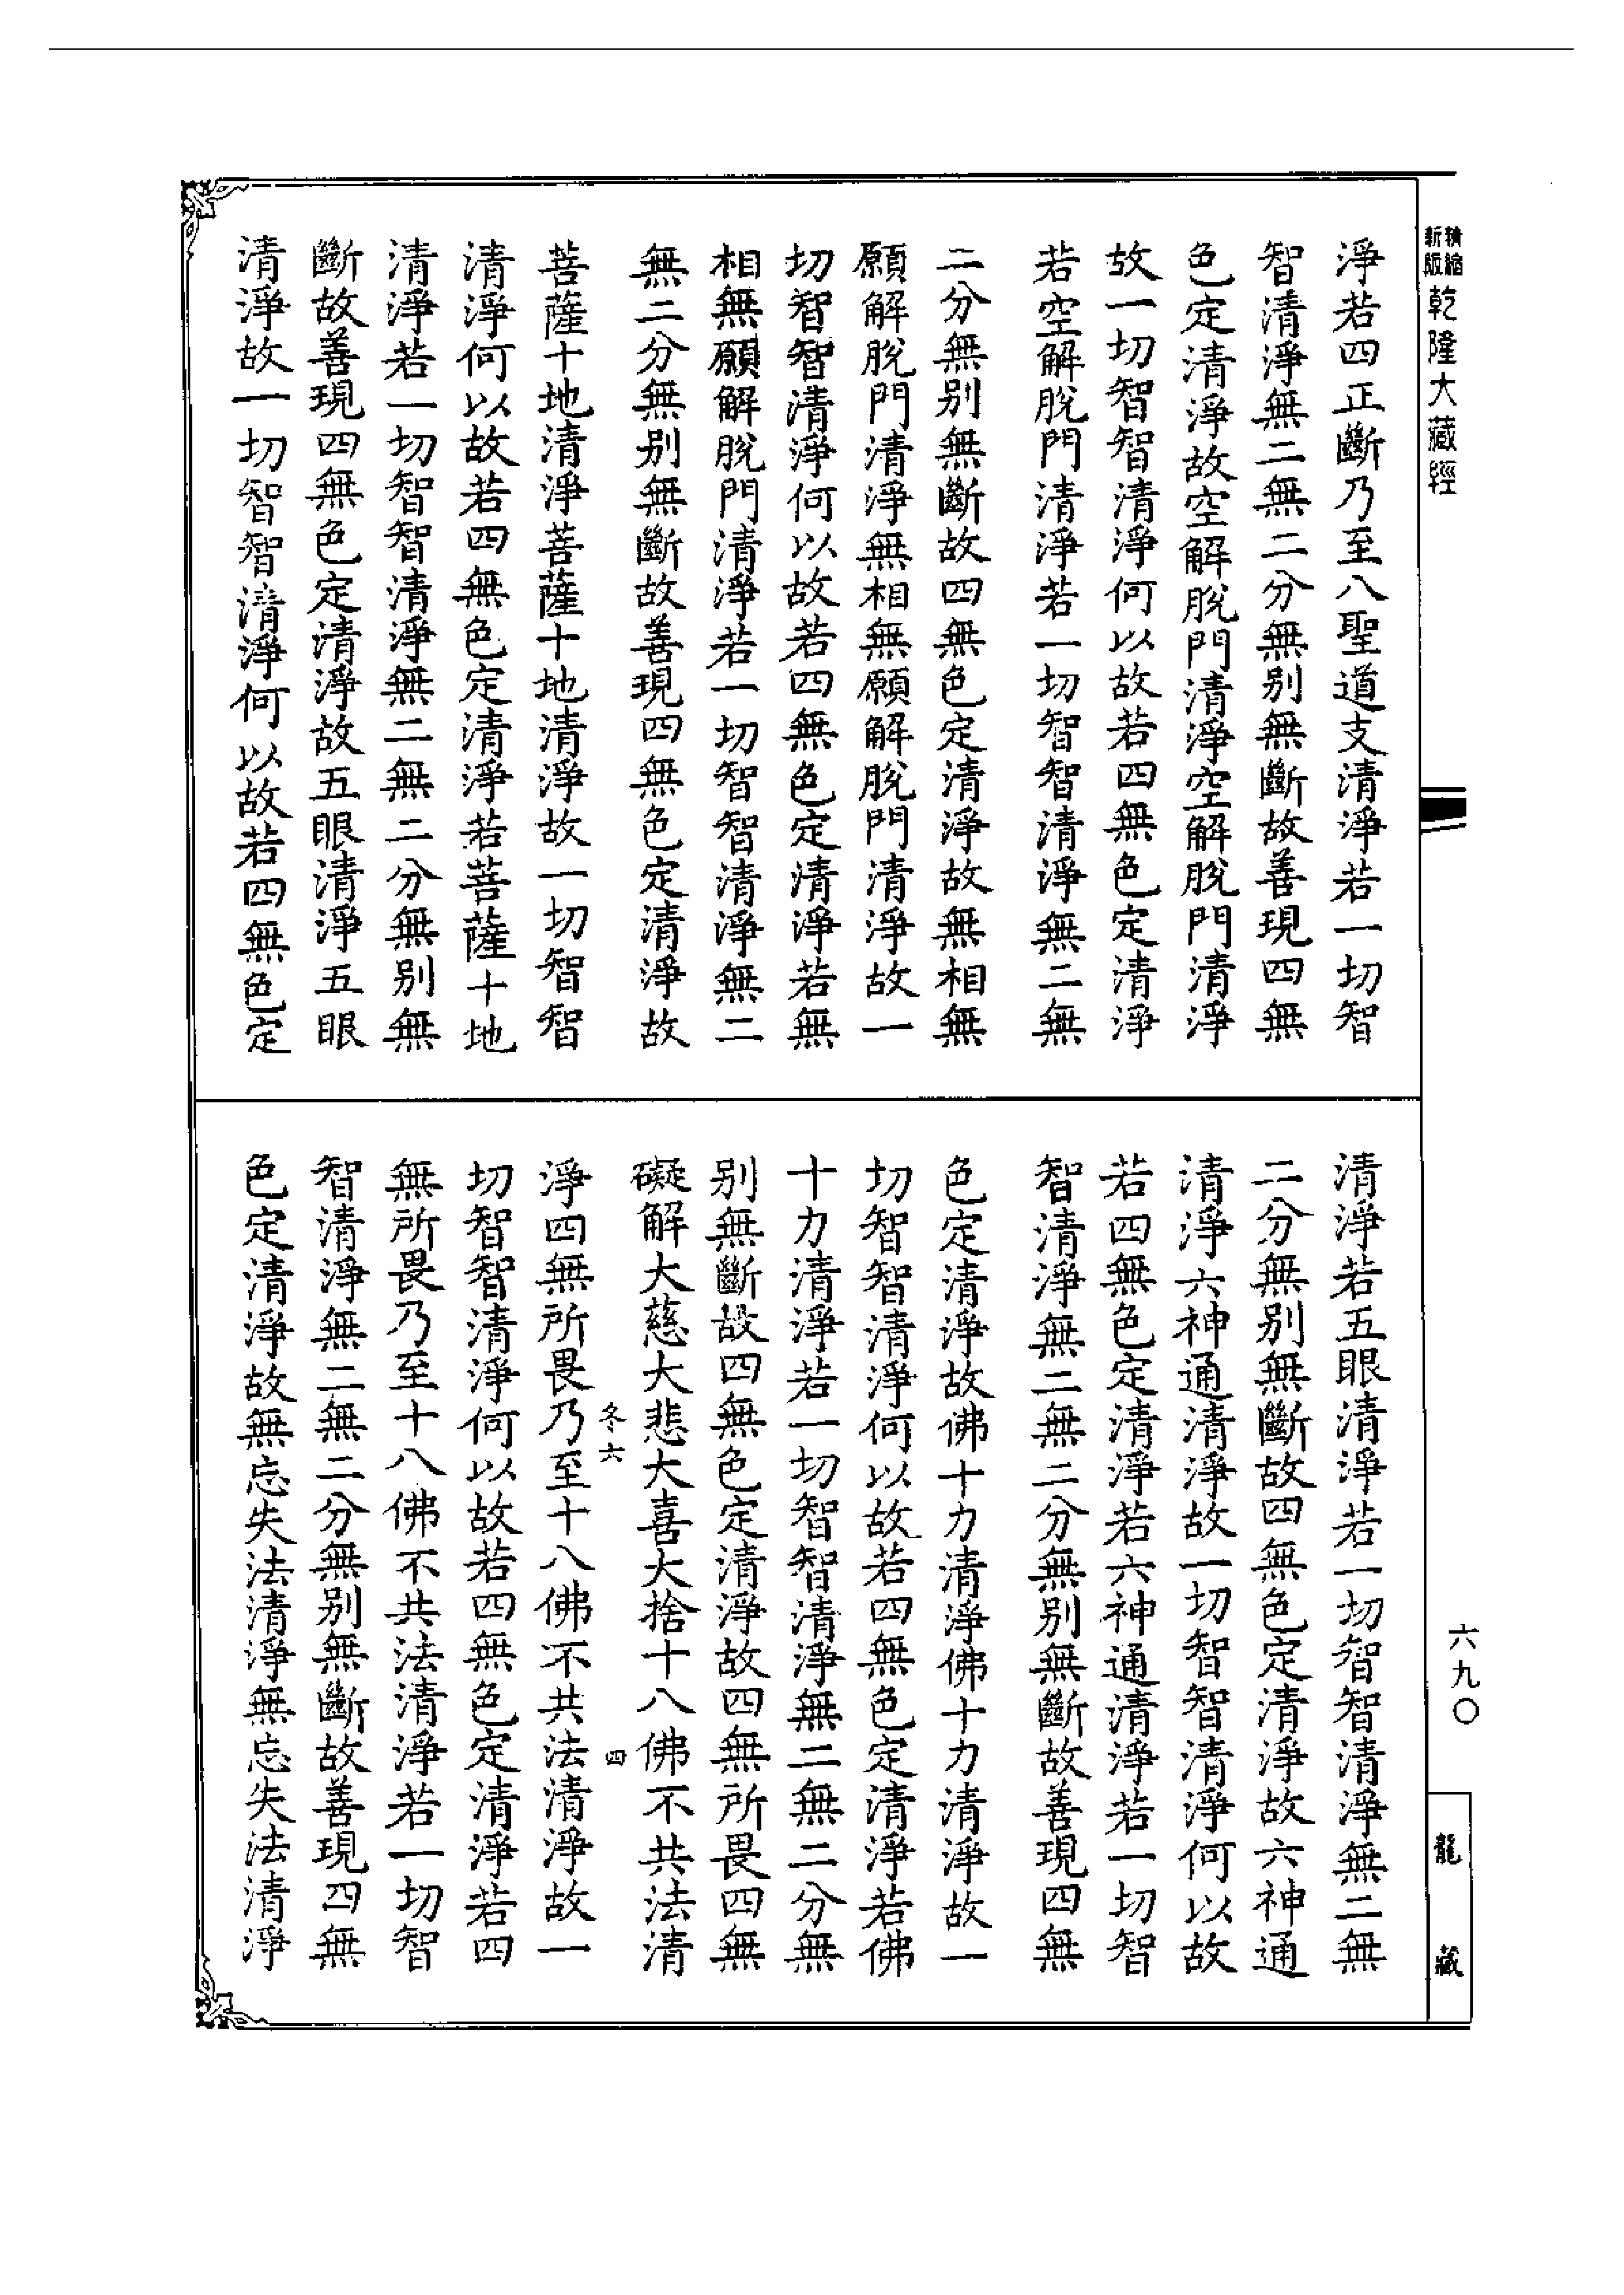 精縮新版乾隆大藏經
淨若四正斷乃至八聖道支清淨若一切智
智清淨無二無二分無別無斷故善現四無
色定清淨故空解脫門清淨空解脫門清淨
故一切智智清淨何以故若四無色定清淨
若空解脫門清淨若一切智智清淨無二無
二分無別無斷故四無色定清淨故無相無
願解脫門清淨無相無願解脫門清淨故一
切智智清淨何以故若四無色定清淨若無
相無願解脫門清淨若一切智智清淨無二
無二分無別無斷故善現四無色定清淨故
菩薩十地清淨菩薩十地清淨故一切智智
清淨何以故若四無色定清淨若菩薩十地
清淨若一切智智清淨無二無二分無別無
斷故善現四無色定清淨故五眼清淨五眼
清淨故一切智智清淨何以故若四無色定
清淨若五眼清淨若一切智智清淨無二無
二分無別無斷故四無色定清淨故六神通
清淨六神通清淨故一切智智清淨何以故
若四無色定清淨若六神通清淨若一切智
智清淨無二無二分無別無斷故善現四無
色定清淨故佛十力清淨佛十力清淨故一
切智智清淨何以故若四無色定清淨若佛
十力清淨若一切智智清淨無二無二分無
別無斷故四無色定清淨故四無所畏四無
礙解大慈大悲大喜大捨十八佛不共法清
冬六 四
淨四無所畏乃至十八佛不共法清淨故一
切智智清淨何以故若四無色定清淨若四
無所畏乃至十八佛不共法清淨若一切智
智清淨無二無二分無別無斷故善現四無
色定清淨故無忘失法清淨無忘失法清淨
六九〇
龍藏